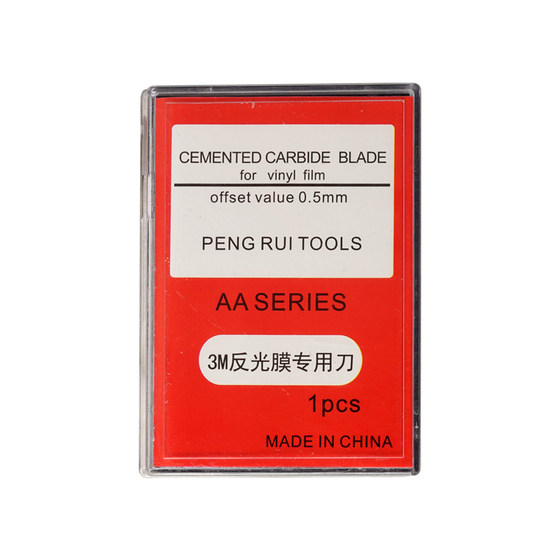 CEMENTED CARBIDE BLADE
for vinyl film
offset value 0.5mm
PENG RUI TOOLS
AA SERIES
3M反光膜专用刀
1pcs
MADE IN CHINA